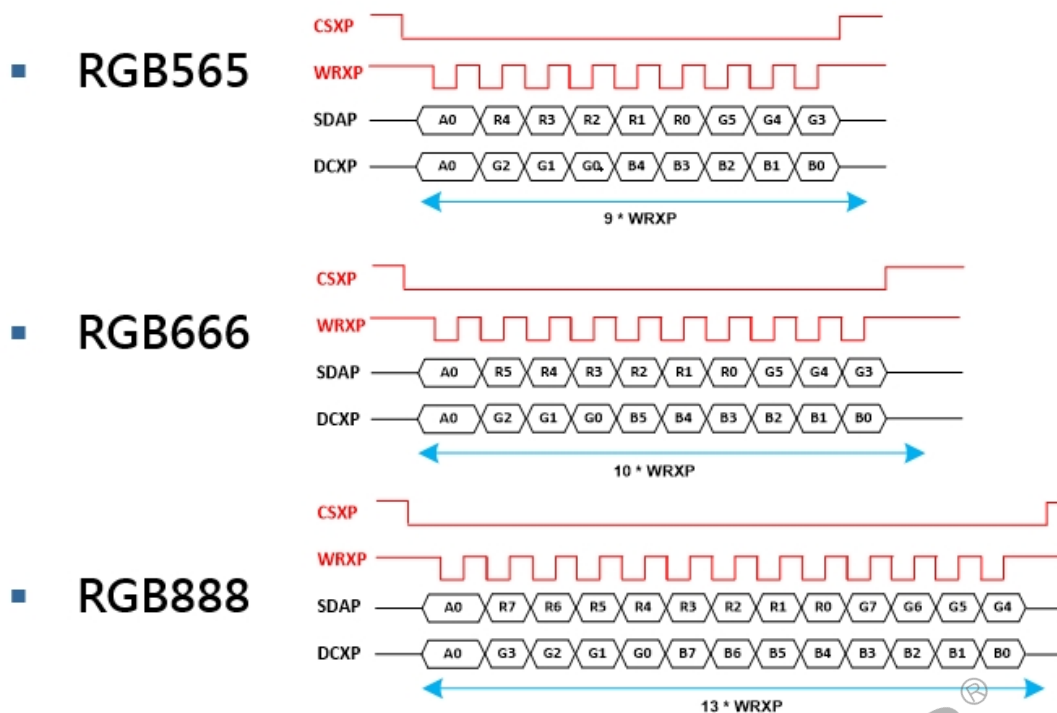 RGB565
CSXP
WRXP
SDAP A0 R4 R3 R2 R1 R0 G5 G4 G3
DCXP A0 G2 G1 G0 B4 B3 B2 B1 B0
9 * WRXP
RGB666
CSXP
WRXP
SDAP A0 R5 R4 R3 R2 R1 R0 G5 G4 G3
DCXP A0 G2 G1 G0 B5 B4 B3 B2 B1 B0
10 * WRXP
RGB888
CSXP
WRXP
SDAP A0 R7 R6 R5 R4 R3 R2 R1 R0 G7 G6 G5 G4
DCXP A0 G3 G2 G1 G0 B7 B6 B5 B4 B3 B2 B1 B0
®
13 * WRXP